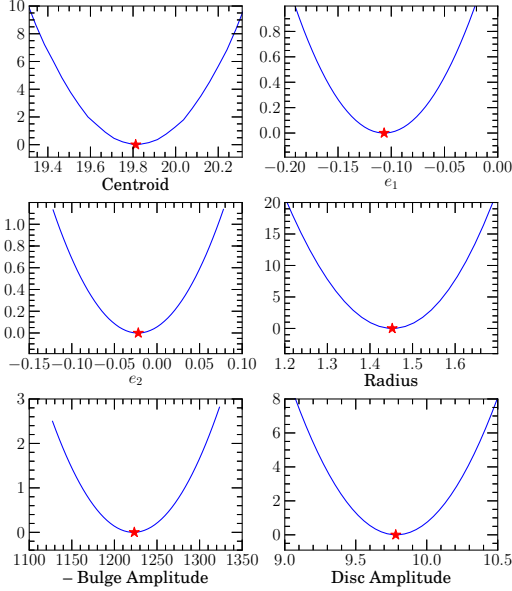 10
8
6
4
2
0
19.4 19.6 19.8 20.0 20.2
Centroid
0.8
0.6
0.4
0.2
0.0
−0.20 −0.15 −0.10 −0.05 0.00
e₁
1.0
0.8
0.6
0.4
0.2
0.0
−0.15 −0.10 −0.05 0.00 0.05 0.10
e₂
20
15
10
5
0
1.2 1.3 1.4 1.5 1.6
Radius
3
2
1
0
1100 1150 1200 1250 1300 1350
− Bulge Amplitude
8
6
4
2
0
9.0 9.5 10.0 10.5
Disc Amplitude